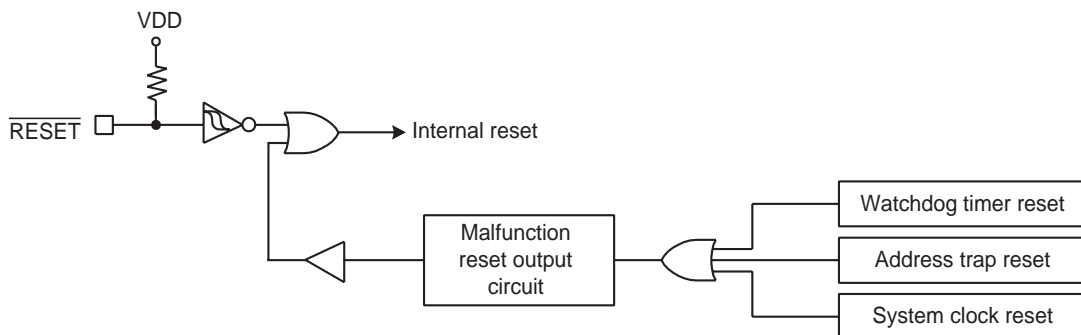 VDD
RESET
Internal reset
Malfunction
reset output
circuit
Watchdog timer reset
Address trap reset
System clock reset